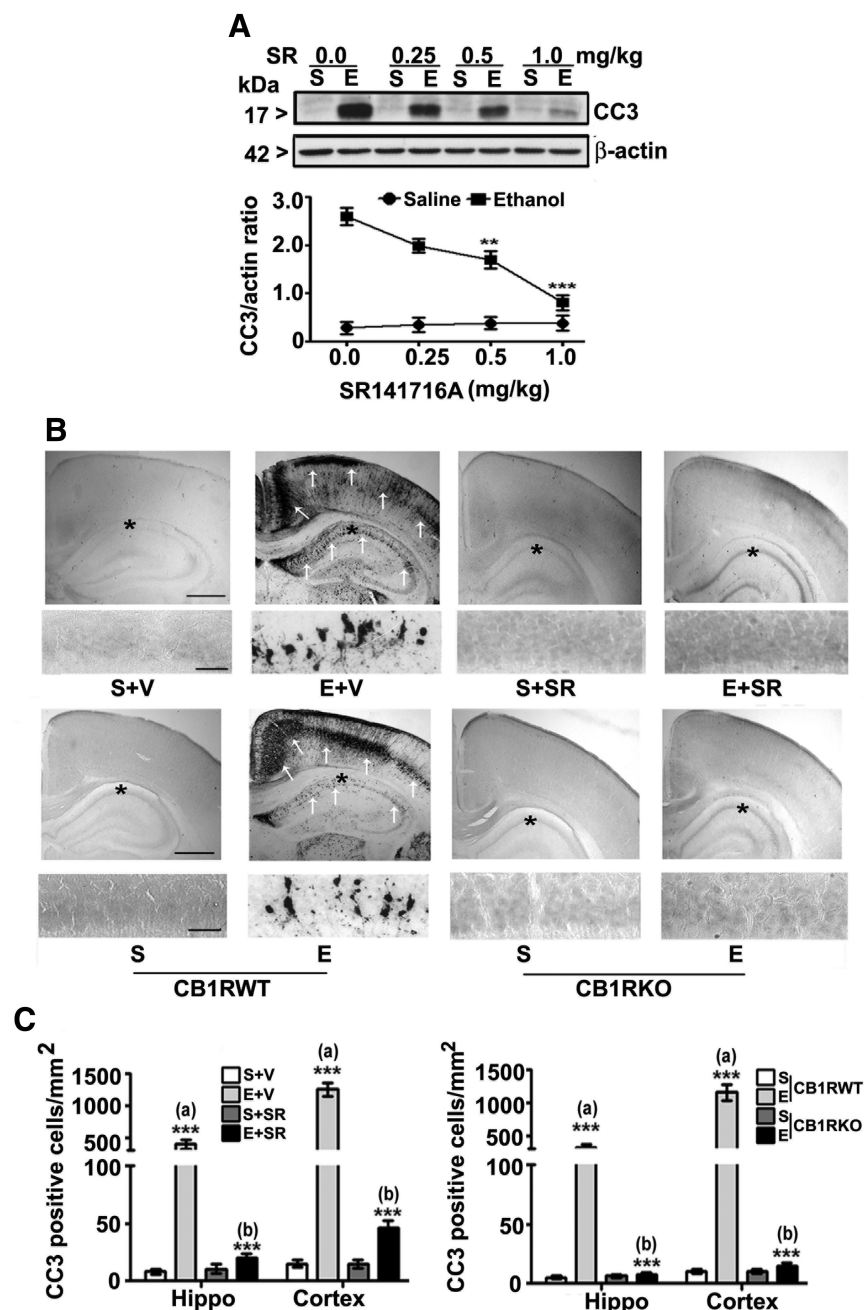 A
SR 0.0 0.25 0.5 1.0 mg/kg
S E S E S E S E
kDa
17 > CC3
42 > β-actin
Saline Ethanol
3.0
2.0
1.0
0
**
***
CC3/actin ratio
0.0 0.25 0.5 1.0
SR141716A (mg/kg)
B
* * * *
S+V E+V S+SR E+SR
* * * *
S E S E
CB1RWT CB1RKO
C
CC3 positive cells/mm2
1500
1000
500
100
50
0
S+V
E+V
S+SR
E+SR
(a)
***
(b)
***
(a)
***
(b)
***
Hippo Cortex
CC3 positive cells/mm2
1500
1000
500
100
50
0
S
E CB1RWT
S
E CB1RKO
(a)
***
(b)
***
(a)
***
(b)
***
Hippo Cortex